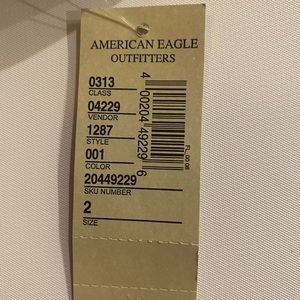 AMERICAN EAGLE
OUTFITTERS
0313
CLASS
04229
VENDOR
1287
STYLE
001
COLOR
20449229
SKU NUMBER
2
SIZE
4 00204 49229 6